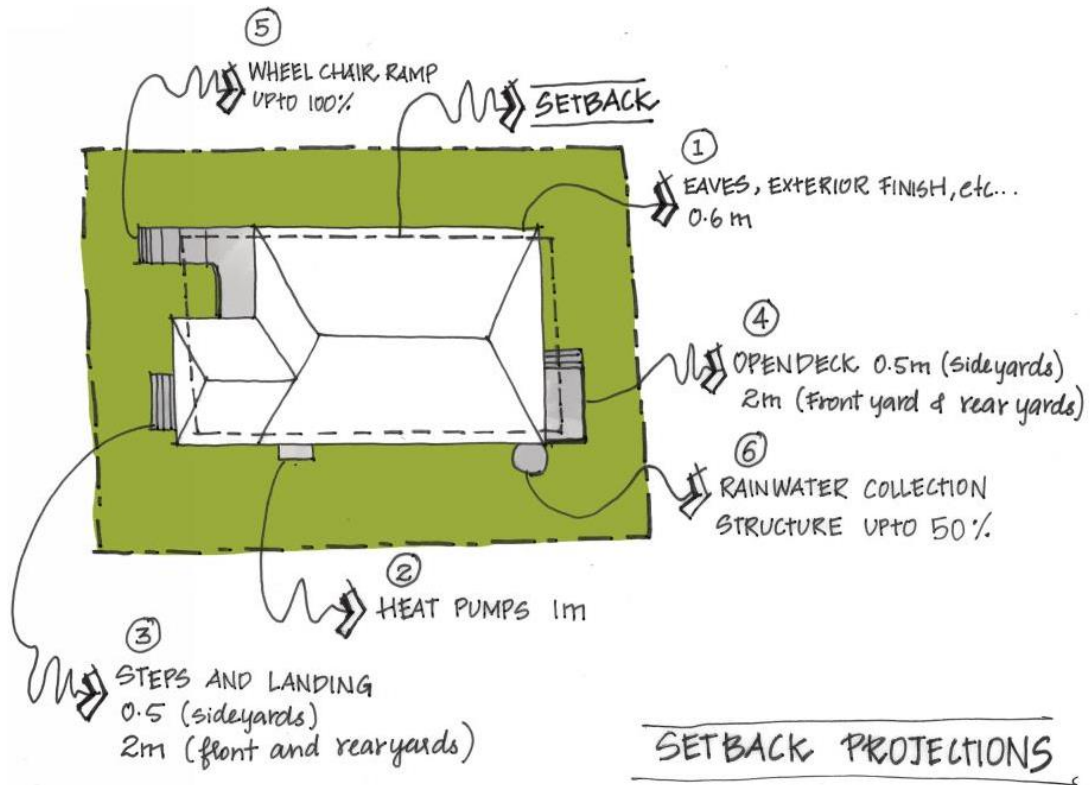 5
WHEEL CHAIR RAMP
UPTO 100%
SETBACK
1
EAVES, EXTERIOR FINISH, etc...
0.6 m
4
OPEN DECK 0.5m (sideyards)
2m (Front yard & rear yards)
6
RAINWATER COLLECTION
STRUCTURE UPTO 50%
2
HEAT PUMPS 1m
3
STEPS AND LANDING
0.5 (sideyards)
2m (front and rearyards)
SETBACK PROJECTIONS